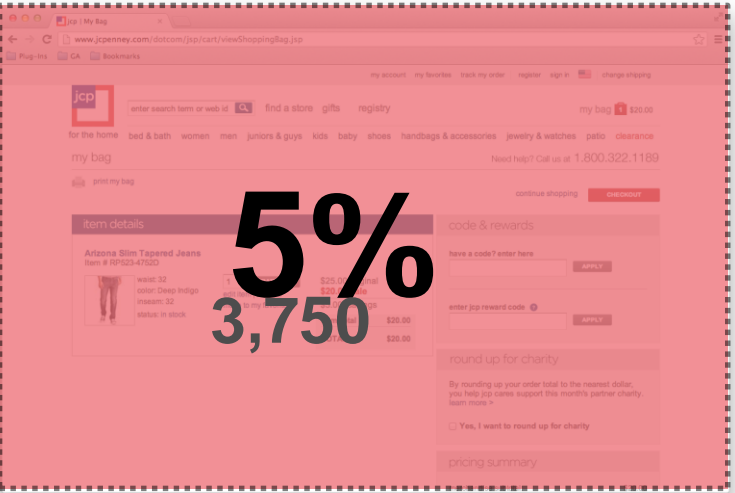 jcp | My Bag
www.jcpenney.com/dotcom/jsp/cart/viewShoppingBag.jsp
Plug-ins GA Bookmarks
my account my favorites track my order register sign in change shipping
jcp
enter search term or web id find a store gifts registry my bag 1 $20.00
for the home bed & bath women men juniors & guys kids baby shoes handbags & accessories jewelry & watches patio clearance
my bag Need help? Call us at 1.800.322.1189
print my bag
continue shopping CHECKOUT
5%
3,750
item details
Arizona Slim Tapered Jeans
Item # RP523-4752D
waist: 32
color: Deep Indigo
inseam: 32
status: in stock
1
$20.00
$20.00
code & rewards
have a code? enter here
APPLY
enter jcp reward code
APPLY
round up for charity
By rounding up your order total to the nearest dollar,
you help jcp cares support this month's partner charity.
learn more >
Yes, I want to round up for charity
pricing summary